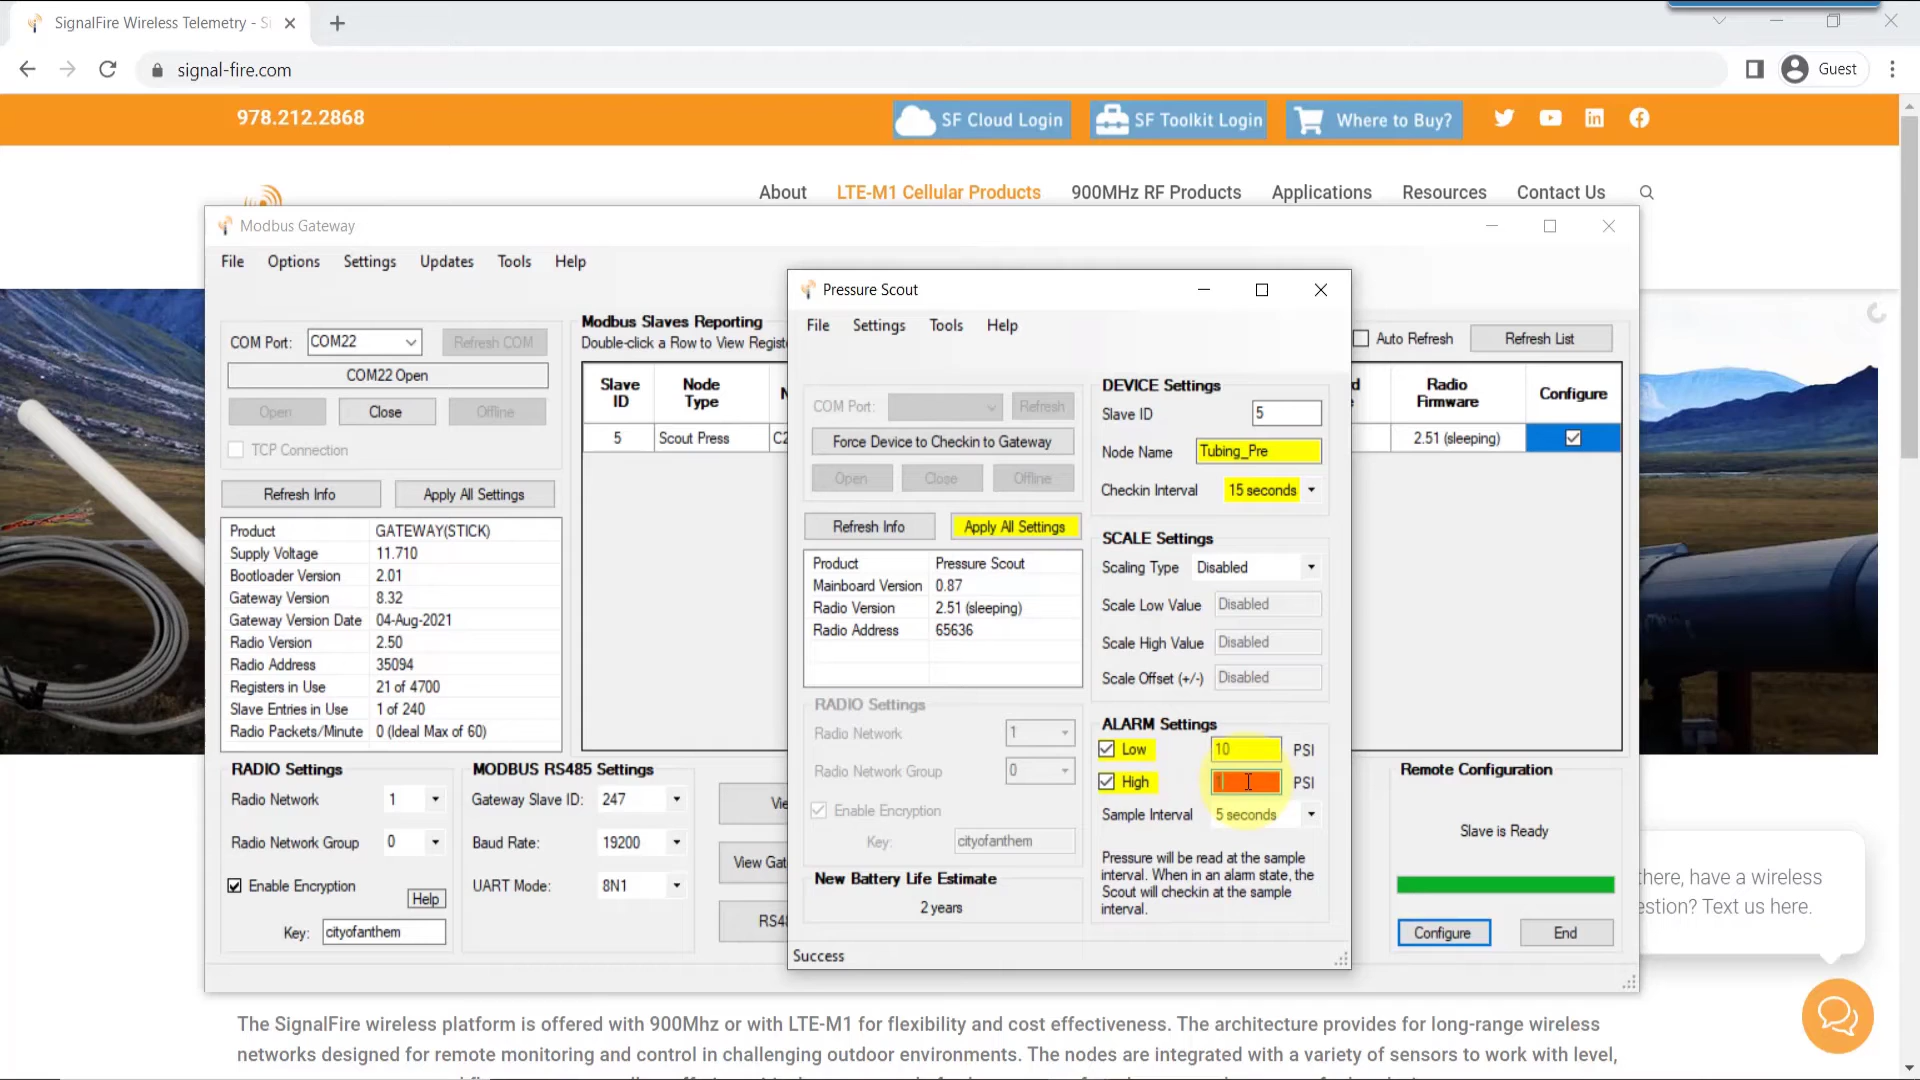 SignalFire Wireless Telemetry - Si
signal-fire.com
Guest
978.212.2868
SF Cloud Login
SF Toolkit Login
Where to Buy?
About
LTE-M1 Cellular Products
900MHz RF Products
Applications
Resources
Contact Us
Modbus Gateway
File Options Settings Updates Tools Help
COM Port: COM22 Refresh COM
COM22 Open
Open Close Offline
TCP Connection
Refresh Info Apply All Settings
Product GATEWAY(STICK)
Supply Voltage 11.710
Bootloader Version 2.01
Gateway Version 8.32
Gateway Version Date 04-Aug-2021
Radio Version 2.50
Radio Address 35094
Registers in Use 21 of 4700
Slave Entries in Use 1 of 240
Radio Packets/Minute 0 (Ideal Max of 60)
RADIO Settings
Radio Network 1
Radio Network Group 0
Enable Encryption
Help
Key: cityofanthem
MODBUS RS485 Settings
Gateway Slave ID: 247
Baud Rate: 19200
UART Mode: 8N1
Modbus Slaves Reporting
Double-click a Row to View Regist
Auto Refresh Refresh List
Slave ID
Node Type
N
Radio Firmware
Configure
5 Scout Press C2
2.51 (sleeping)
Vie
View Gat
RS48
Pressure Scout
File Settings Tools Help
COM Port: Refresh
Force Device to Checkin to Gateway
Open Close Offline
Refresh Info Apply All Settings
Product Pressure Scout
Mainboard Version 0.87
Radio Version 2.51 (sleeping)
Radio Address 65636
RADIO Settings
Radio Network 1
Radio Network Group 0
Enable Encryption
Key: cityofanthem
New Battery Life Estimate
2 years
Success
DEVICE Settings
Slave ID 5
Node Name Tubing_Pre
Checkin Interval 15 seconds
SCALE Settings
Scaling Type Disabled
Scale Low Value Disabled
Scale High Value Disabled
Scale Offset (+/-) Disabled
ALARM Settings
Low 10 PSI
High 1 PSI
Sample Interval 5 seconds
Pressure will be read at the sample
interval. When in an alarm state, the
Scout will checkin at the sample
interval.
Remote Configuration
Slave is Ready
Configure End
there, have a wireless
estion? Text us here.
The SignalFire wireless platform is offered with 900Mhz or with LTE-M1 for flexibility and cost effectiveness. The architecture provides for long-range wireless
networks designed for remote monitoring and control in challenging outdoor environments. The nodes are integrated with a variety of sensors to work with level,